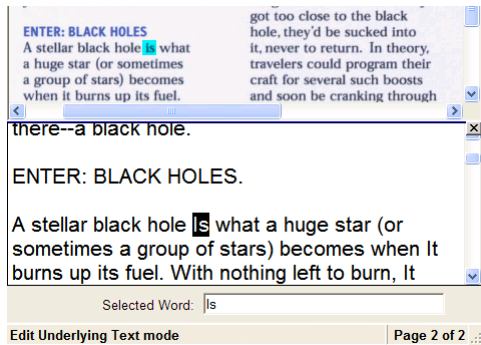 ENTER: BLACK HOLES
A stellar black hole is what
a huge star (or sometimes
a group of stars) becomes
when it burns up its fuel.
got too close to the black
hole, they'd be sucked into
it, never to return. In theory,
travelers could program their
craft for several such boosts
and soon be cranking through
there--a black hole.
ENTER: BLACK HOLES.
A stellar black hole Is what a huge star (or
sometimes a group of stars) becomes when It
burns up its fuel. With nothing left to burn, It
Selected Word: Is
Edit Underlying Text mode
Page 2 of 2